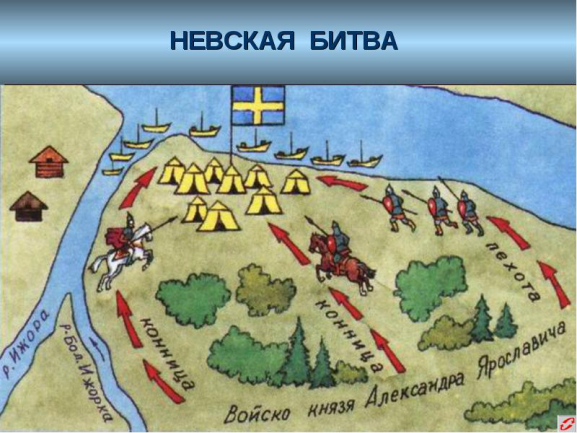 НЕВСКАЯ БИТВА
р. Ижора
р. Бол. Ижорка
конница
конница
пехота
Войско князя Александра Ярославича